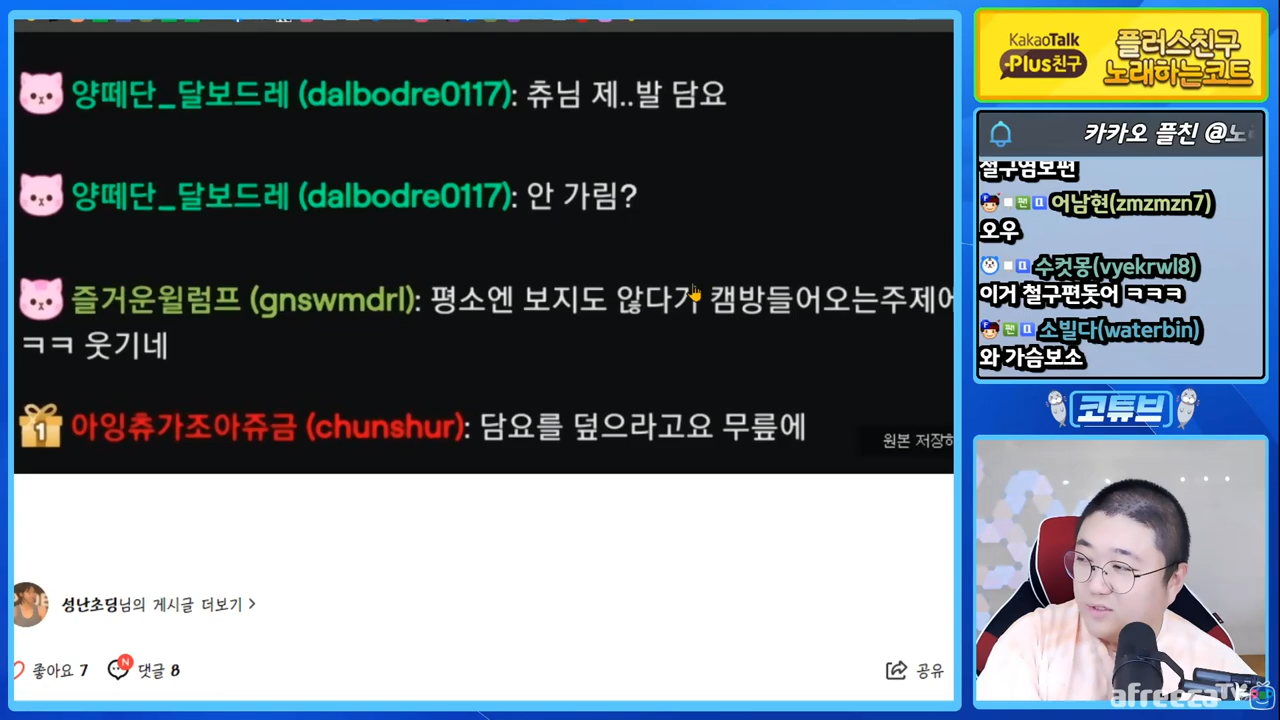 양떼단_달보드레 (dalbodre0117): 츄님 제..발 담요
양떼단_달보드레 (dalbodre0117): 안 가림?
즐거운윌럼프 (gnswmdrl): 평소엔 보지도 않다가 캠방들어오는주제에
ㅋㅋ 웃기네
1 아잉츄가조아쥬금 (chunshur): 담요를 덮으라고요 무릎에
원본 저장하
성난초딩님의 게시글 더보기 >
좋아요 7 N 댓글 8
공유
KakaoTalk
Plus친구
플러스친구
노래하는코트
카카오 플친 @노
철구염보편
팬 어남현(zmzmzn7)
오우
수컷몽(vyekrwl8)
이거 철구편돗어 ㅋㅋㅋ
팬 소빌다(waterbin)
와 가슴보소
코튜브
afreecaTV